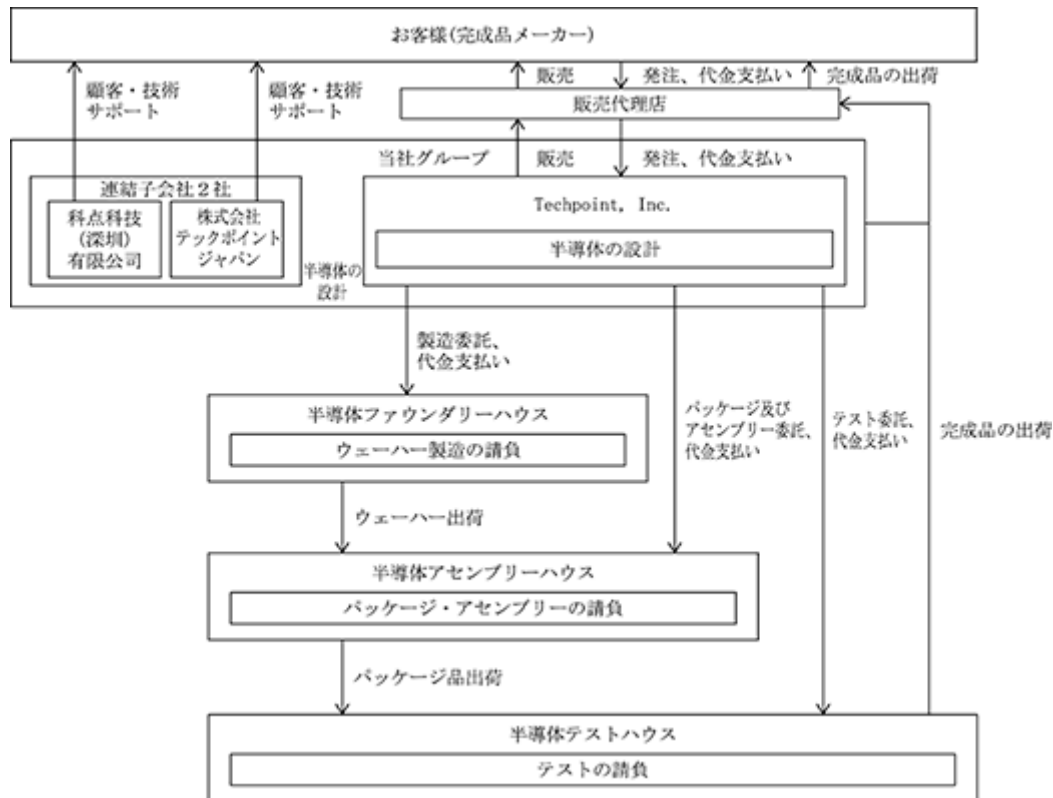 お客様(完成品メーカー)
顧客・技術
サポート
顧客・技術
サポート
販売
発注、代金支払い
完成品の出荷
販売代理店
当社グループ
販売
発注、代金支払い
連結子会社２社
科点科技
(深圳)
有限公司
株式会社
テックポイント
ジャパン
半導体の
設計
Techpoint, Inc.
半導体の設計
製造委託、
代金支払い
半導体ファウンダリーハウス
ウェーハー製造の請負
パッケージ及び
アセンブリー委託、
代金支払い
テスト委託、
代金支払い
完成品の出荷
ウェーハー出荷
半導体アセンブリーハウス
パッケージ・アセンブリーの請負
パッケージ品出荷
半導体テストハウス
テストの請負